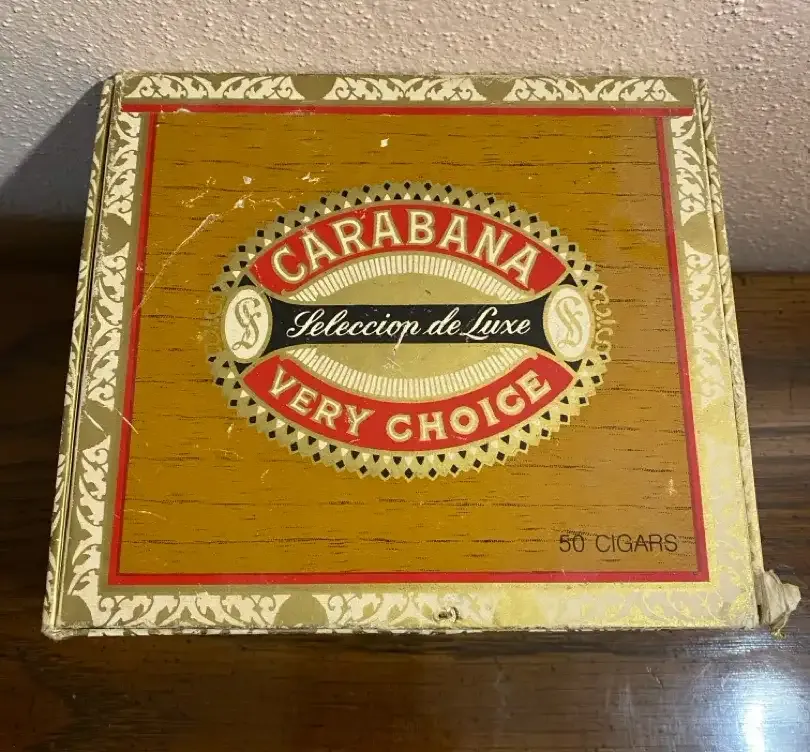 CARABANA
Seleccion de Luxe
VERY CHOICE
50 CIGARS